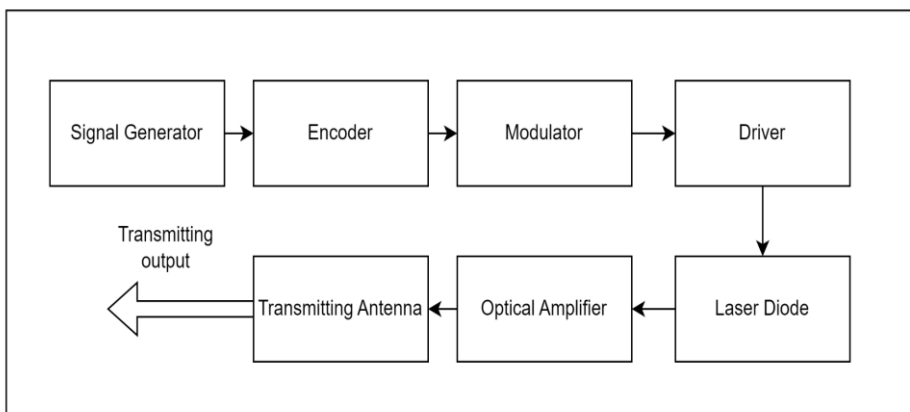 Signal Generator
Encoder
Modulator
Driver
Transmitting
output
Transmitting Antenna
Optical Amplifier
Laser Diode